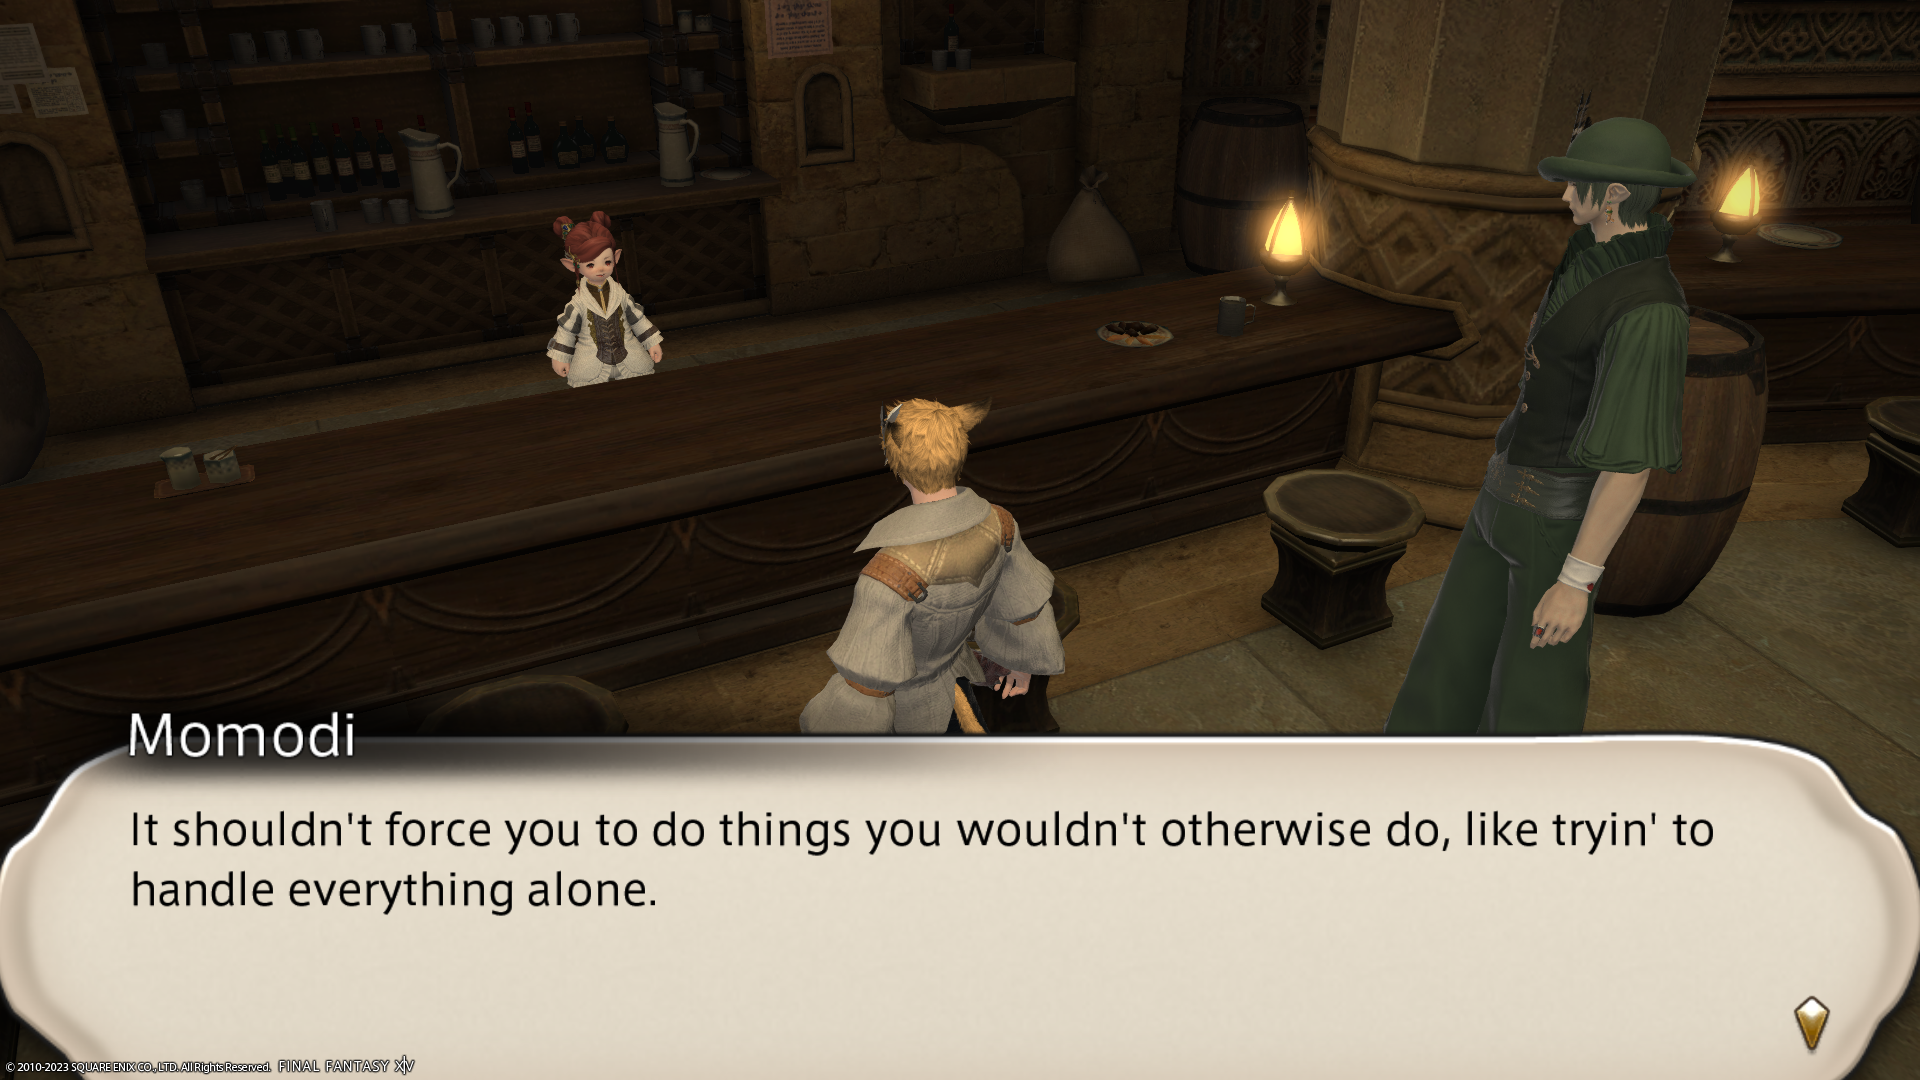 Momodi
It shouldn't force you to do things you wouldn't otherwise do, like tryin' to
handle everything alone.
© 2010-2023 SQUARE ENIX CO., LTD. All Rights Reserved. FINAL FANTASY XIV